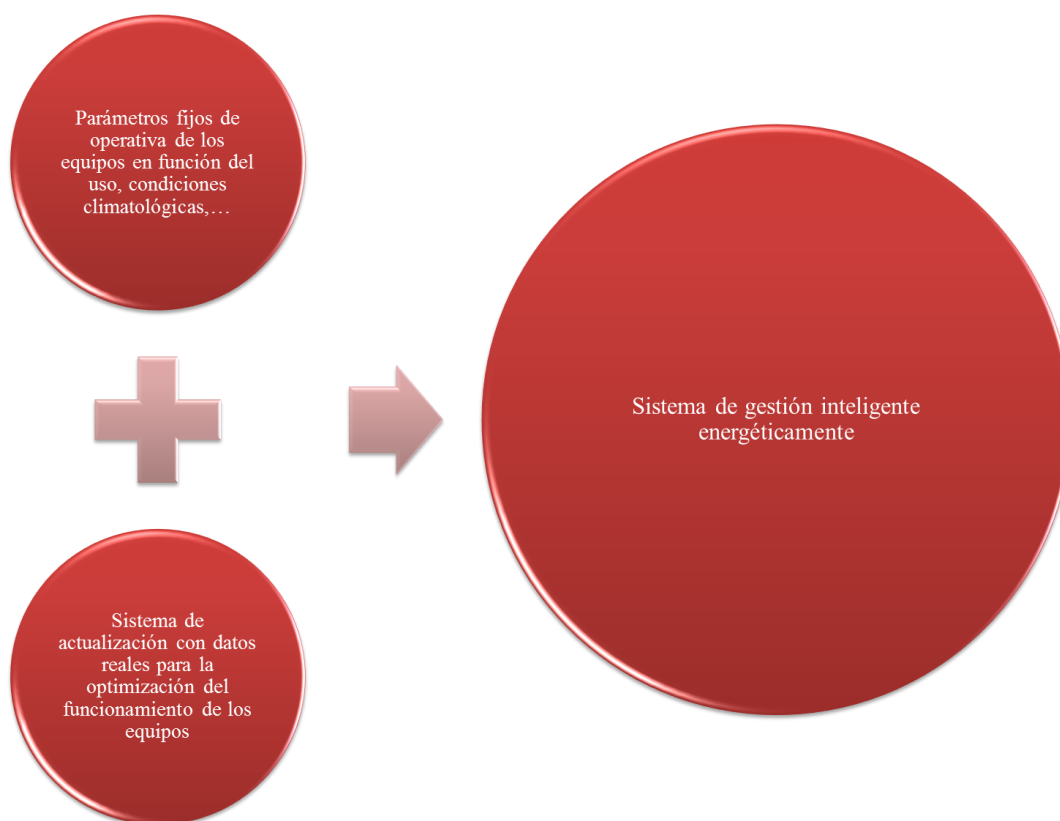 Parámetros fijos de
operativa de los
equipos en función del
uso, condiciones
climatológicas,…
Sistema de
actualización con datos
reales para la
optimización del
funcionamiento de los
equipos
Sistema de gestión inteligente
energéticamente